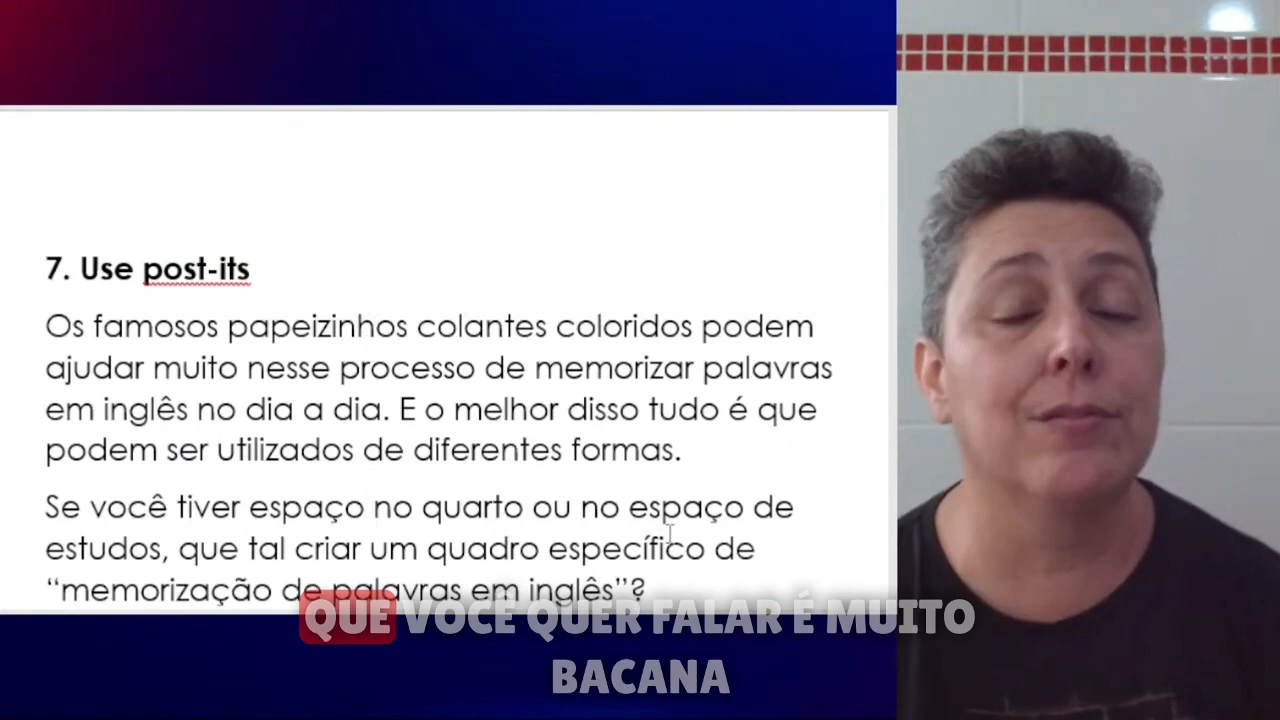 7. Use post-its
Os famosos papeizinhos colantes coloridos podem
ajudar muito nesse processo de memorizar palavras
em inglês no dia a dia. E o melhor disso tudo é que
podem ser utilizados de diferentes formas.
Se você tiver espaço no quarto ou no espaço de
estudos, que tal criar um quadro específico de
“memorização de palavras em inglês”?
QUE VOCÊ QUER FALAR É MUITO
BACANA